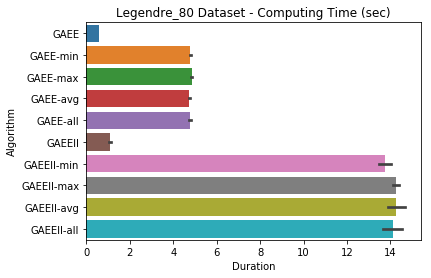 Legendre_80 Dataset - Computing Time (sec)
Algorithm
GAEE
GAEE-min
GAEE-max
GAEE-avg
GAEE-all
GAEEII
GAEEII-min
GAEEII-max
GAEEII-avg
GAEEII-all
0 2 4 6 8 10 12 14
Duration